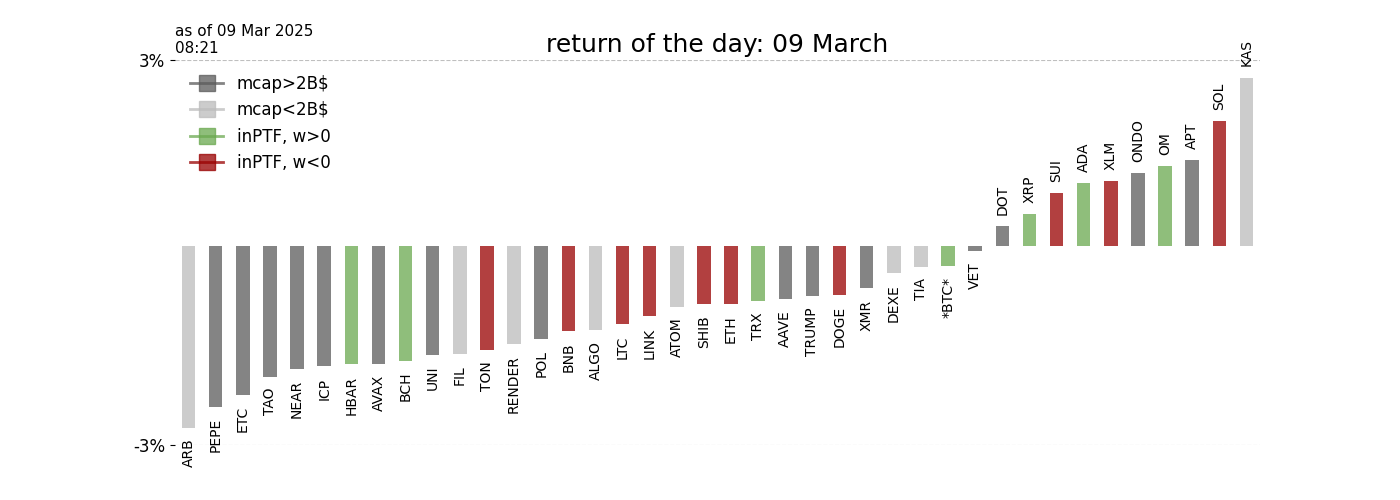 as of 09 Mar 2025
08:21
return of the day: 09 March
3%
-3%
mcap>2B$
mcap<2B$
inPTF, w>0
inPTF, w<0
ARB
PEPE
ETC
TAO
NEAR
ICP
HBAR
AVAX
BCH
UNI
FIL
TON
RENDER
POL
BNB
ALGO
LTC
LINK
ATOM
SHIB
ETH
TRX
AAVE
TRUMP
DOGE
XMR
DEXE
TIA
*BTC*
VET
DOT
XRP
SUI
ADA
XLM
ONDO
OM
APT
SOL
KAS